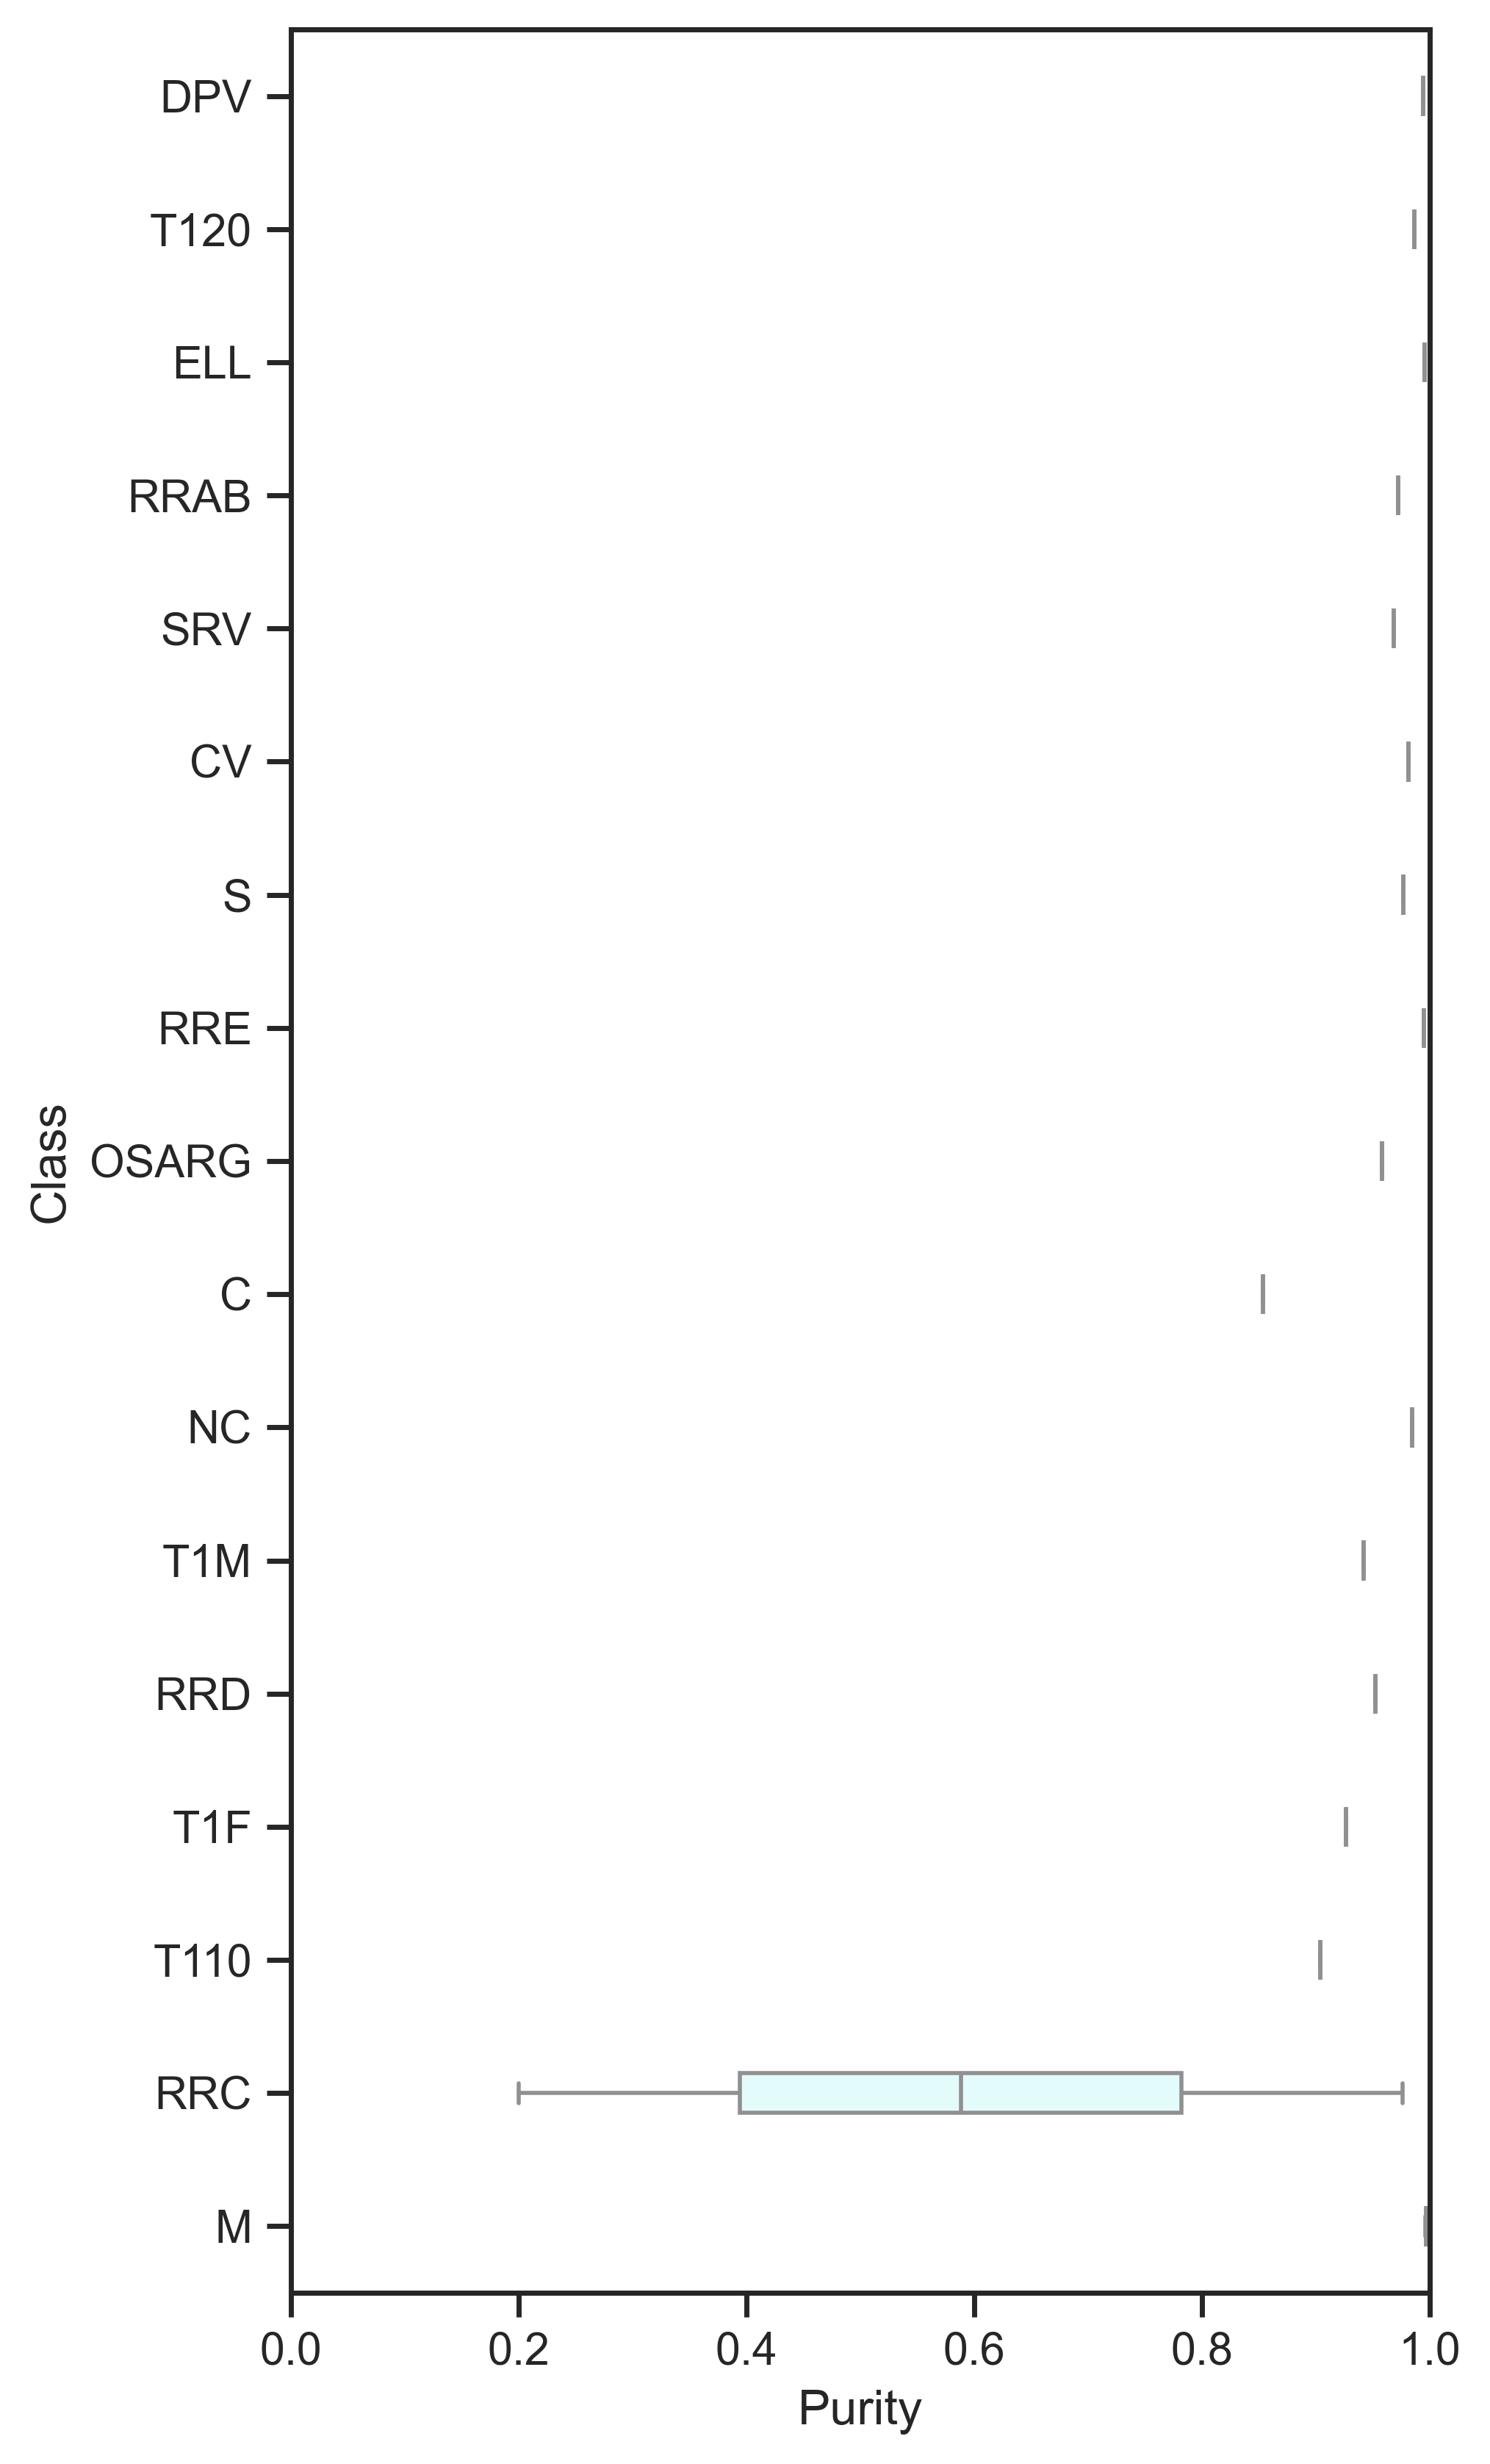 DPV
T120
ELL
RRAB
SRV
CV
S
RRE
OSARG
C
NC
T1M
RRD
T1F
T110
RRC
M
Class
0.0 0.2 0.4 0.6 0.8 1.0
Purity